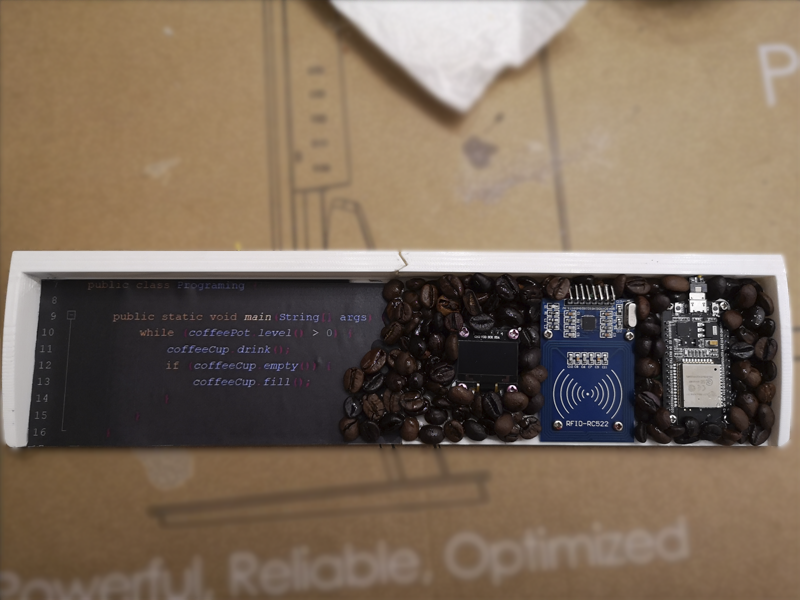 P
public class Programing
8
9 public static void main(String[] args)
10 while (coffeePot.level() > 0) {
11 coffeeCup.drink();
12 if (coffeeCup.empty()
13 coffeeCup.fill();
14 }
15
16
RFID-RC522
Powerful, Reliable, Optimized